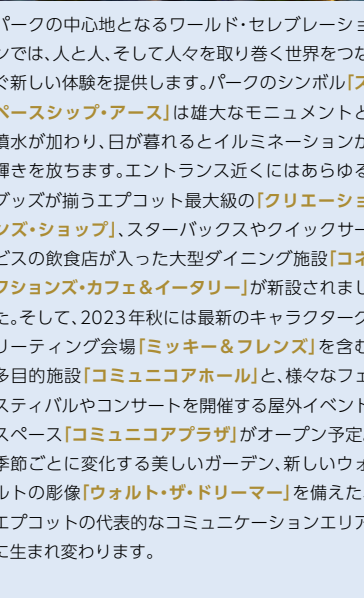 パークの中心地となるワールド・セレブレーショ
ンでは、人と人、そして人々を取り巻く世界をつな
ぐ新しい体験を提供します。パークのシンボル「ス
ペースシップ・アース」は雄大なモニュメントと
噴水が加わり、日が暮れるとイルミネーションが
輝きを放ちます。エントランス近くにはあらゆる
グッズが揃うエプコット最大級の「クリエーショ
ンズ・ショップ」、スターバックスやクイックサー
ビスの飲食店が入った大型ダイニング施設「コネ
クションズ・カフェ＆イータリー」が新設されまし
た。そして、2023年秋には最新のキャラクターグ
リーティング会場「ミッキー＆フレンズ」を含む
多目的施設「コミュニコアホール」と、様々なフェ
スティバルやコンサートを開催する屋外イベント
スペース「コミュニコアプラザ」がオープン予定。
季節ごとに変化する美しいガーデン、新しいウォ
ルトの彫像「ウォルト・ザ・ドリーマー」を備えた、
エプコットの代表的なコミュニケーションエリア
に生まれ変わります。